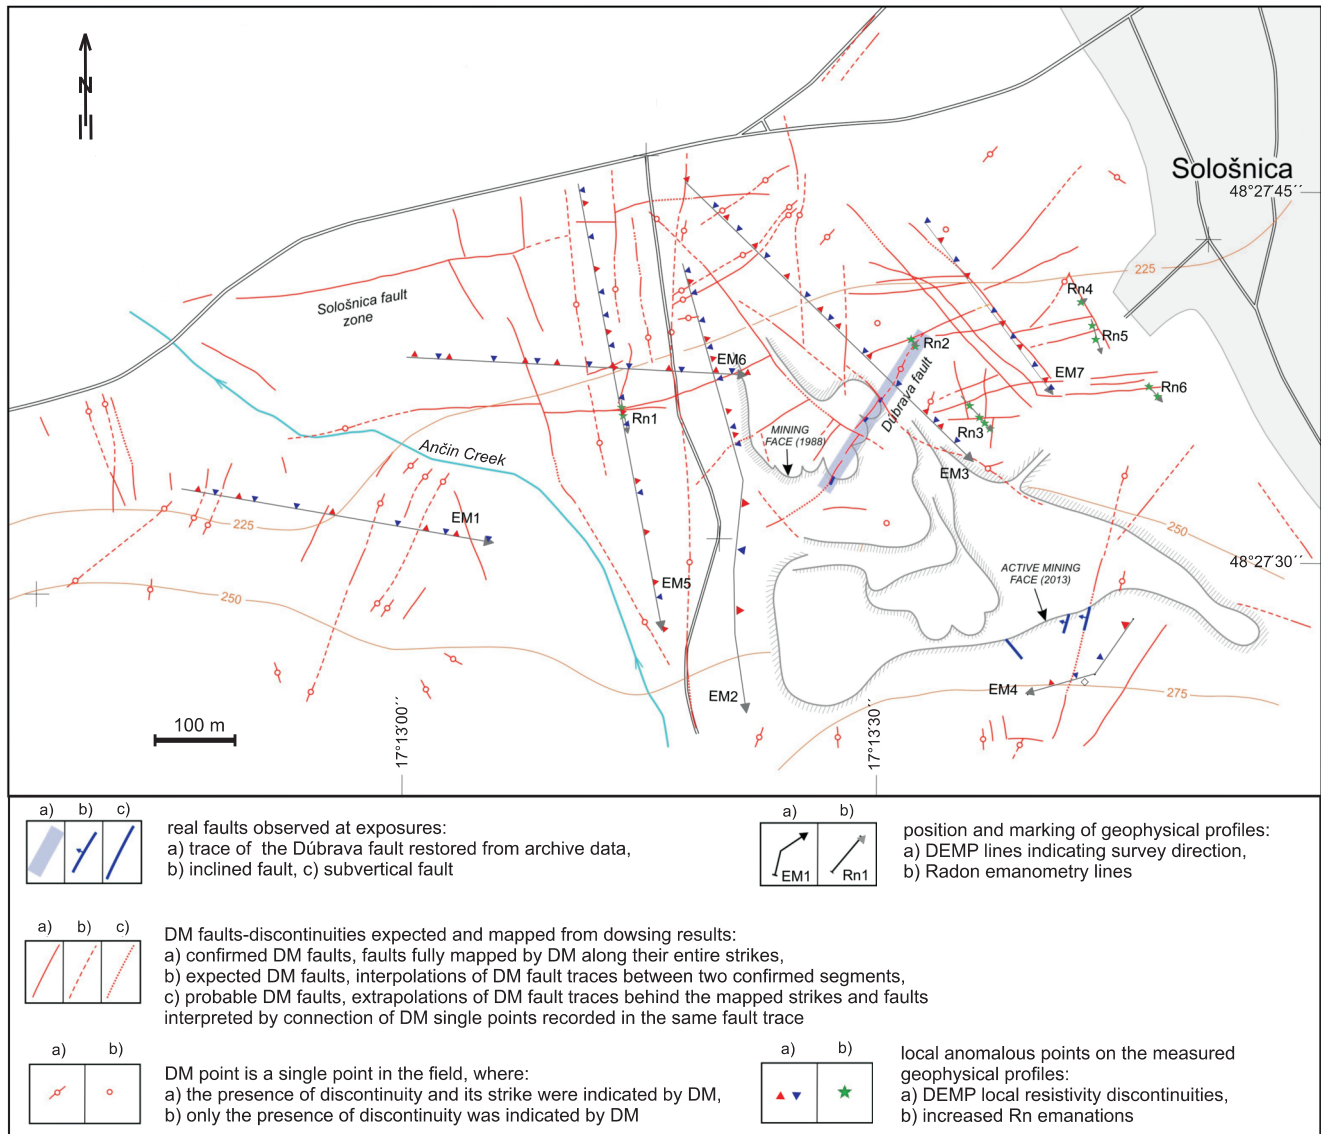 N
Sološnica
48°27´45´´
225
Sološnica fault
zone
Rn4
Rn5
Rn2
EM6
EM7
Rn6
Dúbrava fault
Rn1
MINING
FACE (1988)
Rn3
Ančin Creek
EM3
EM1
225
250
48°27´30´´
ACTIVE MINING
FACE (2013)
EM5
250
EM2
EM4
275
100 m
17°13´00´´
17°13´30´´
a) b) c)
real faults observed at exposures:
a) trace of the Dúbrava fault restored from archive data,
b) inclined fault, c) subvertical fault
a) b)
EM1 Rn1
position and marking of geophysical profiles:
a) DEMP lines indicating survey direction,
b) Radon emanometry lines
a) b) c)
DM faults-discontinuities expected and mapped from dowsing results:
a) confirmed DM faults, faults fully mapped by DM along their entire strikes,
b) expected DM faults, interpolations of DM fault traces between two confirmed segments,
c) probable DM faults, extrapolations of DM fault traces behind the mapped strikes and faults
interpreted by connection of DM single points recorded in the same fault trace
a) b)
DM point is a single point in the field, where:
a) the presence of discontinuity and its strike were indicated by DM,
b) only the presence of discontinuity was indicated by DM
a) b)
local anomalous points on the measured
geophysical profiles:
a) DEMP local resistivity discontinuities,
b) increased Rn emanations